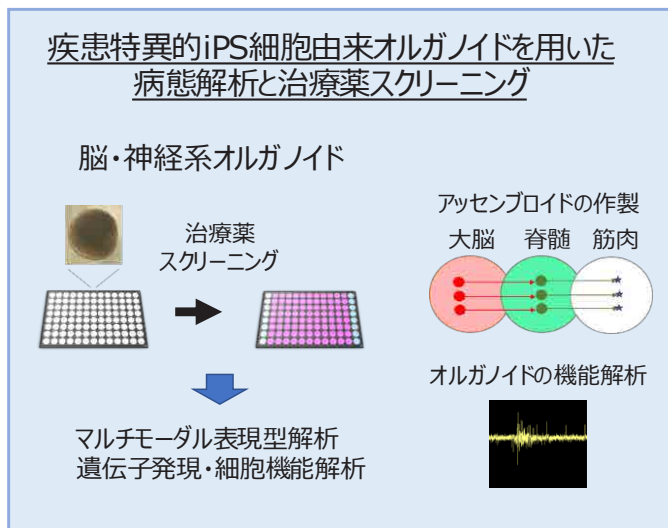 疾患特異的iPS細胞由来オルガノイドを用いた
病態解析と治療薬スクリーニング
脳・神経系オルガノイド
治療薬
スクリーニング
マルチモーダル表現型解析
遺伝子発現・細胞機能解析
アッセンブロイドの作製
大脳 脊髄 筋肉
オルガノイドの機能解析